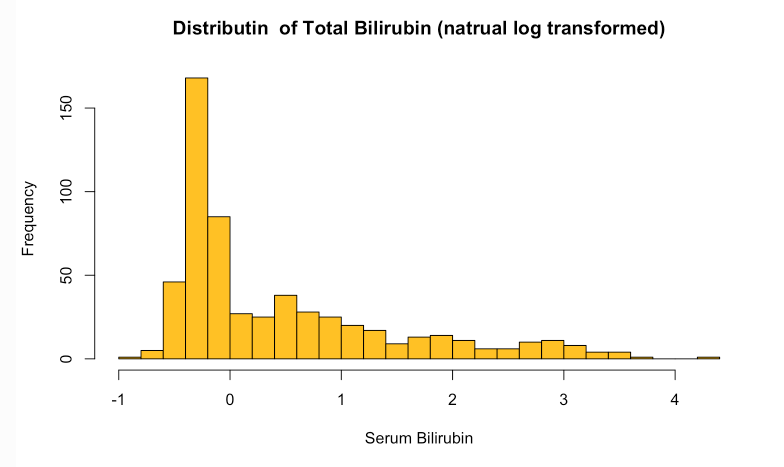 Distributin  of Total Bilirubin (natrual log transformed)
Frequency
150
100
50
0
-1 0 1 2 3 4
Serum Bilirubin